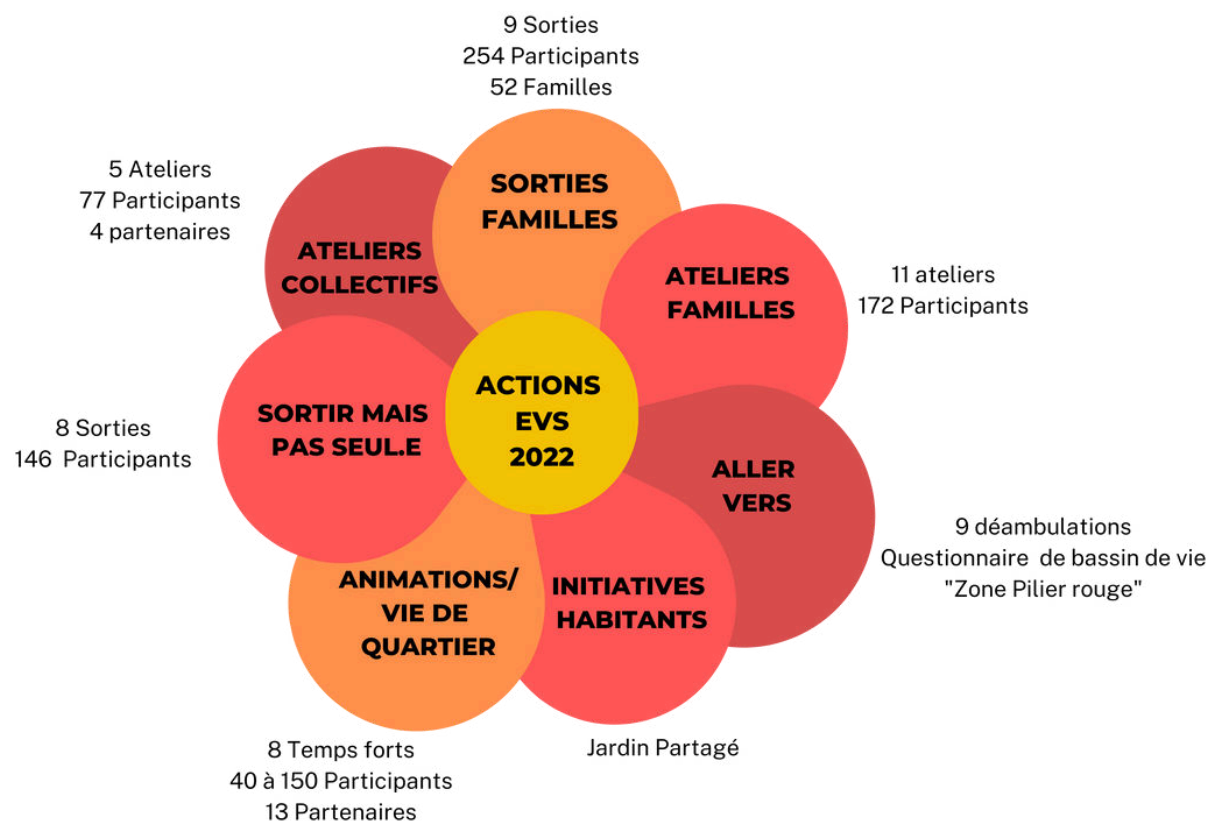 9 Sorties
254 Participants
52 Familles
SORTIES
FAMILLES
5 Ateliers
77 Participants
4 partenaires
ATELIERS
COLLECTIFS
ATELIERS
FAMILLES
11 ateliers
172 Participants
ACTIONS
EVS
2022
8 Sorties
146 Participants
SORTIR MAIS
PAS SEUL.E
ALLER
VERS
9 déambulations
Questionnaire de bassin de vie
"Zone Pilier rouge"
ANIMATIONS/
VIE DE
QUARTIER
8 Temps forts
40 à 150 Participants
13 Partenaires
INITIATIVES
HABITANTS
Jardin Partagé